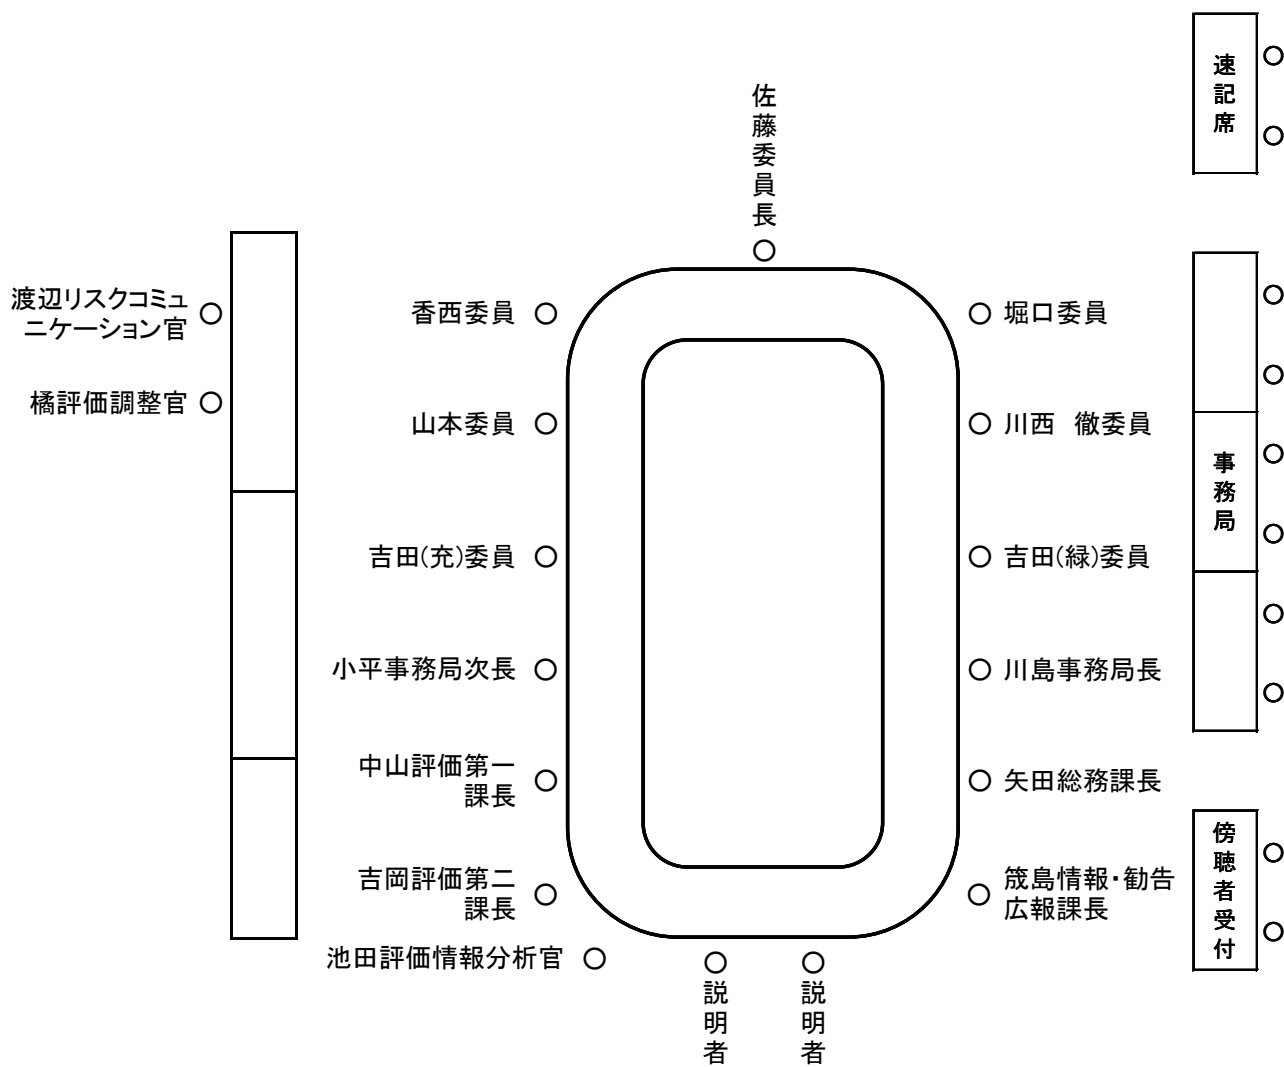 速記席
佐藤委員長
渡辺リスクコミュ
ニケーション官
香西委員
堀口委員
橘評価調整官
山本委員
川西　徹委員
事務局
吉田(充)委員
吉田(緑)委員
小平事務局次長
川島事務局長
中山評価第一
課長
矢田総務課長
吉岡評価第二
課長
筬島情報・勧告
広報課長
傍聴者受付
池田評価情報分析官
説明者
説明者